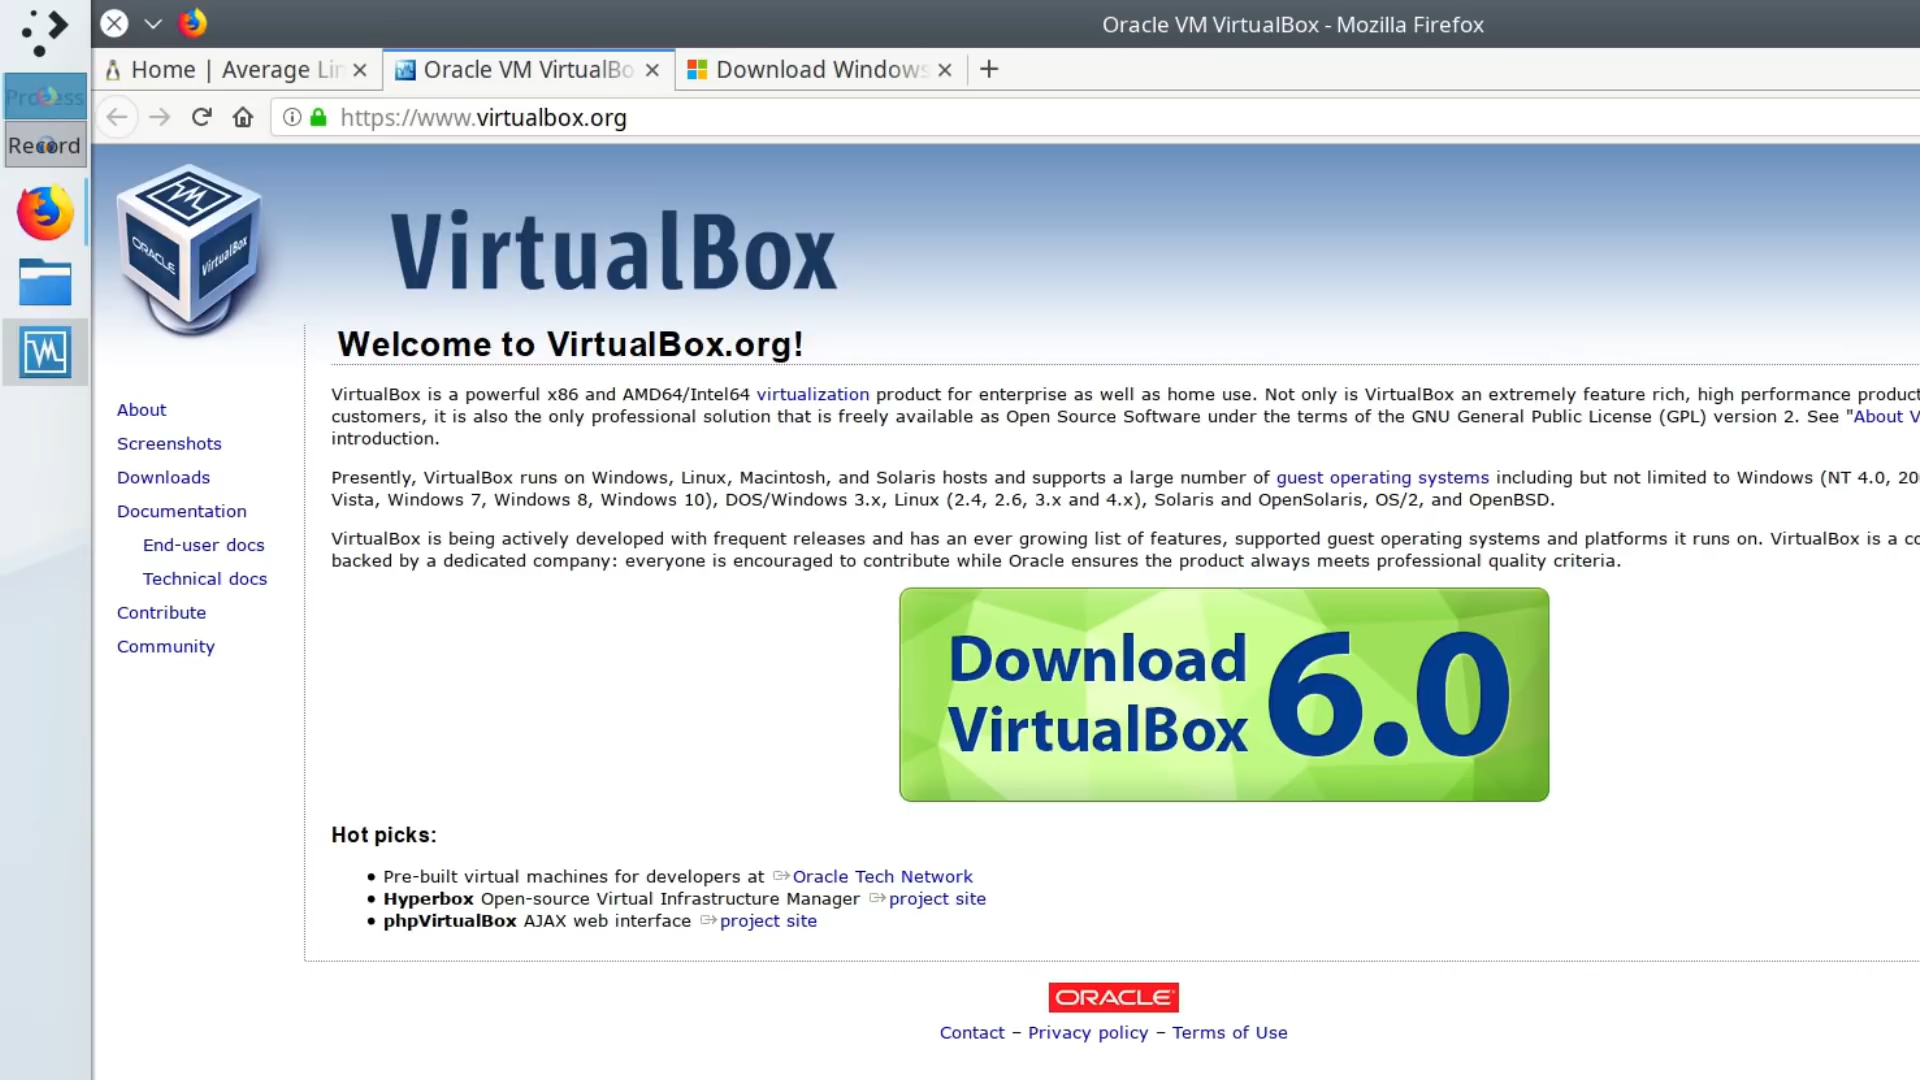 Oracle VM VirtualBox - Mozilla Firefox
Home | Average Lin
Oracle VM VirtualBo
Download Windows
Process
Record
https://www.virtualbox.org
ORACLE
VirtualBox
VirtualBox
Welcome to VirtualBox.org!
VirtualBox is a powerful x86 and AMD64/Intel64 virtualization product for enterprise as well as home use. Not only is VirtualBox an extremely feature rich, high performance product
customers, it is also the only professional solution that is freely available as Open Source Software under the terms of the GNU General Public License (GPL) version 2. See "About V
introduction.
Presently, VirtualBox runs on Windows, Linux, Macintosh, and Solaris hosts and supports a large number of guest operating systems including but not limited to Windows (NT 4.0, 20
Vista, Windows 7, Windows 8, Windows 10), DOS/Windows 3.x, Linux (2.4, 2.6, 3.x and 4.x), Solaris and OpenSolaris, OS/2, and OpenBSD.
VirtualBox is being actively developed with frequent releases and has an ever growing list of features, supported guest operating systems and platforms it runs on. VirtualBox is a co
backed by a dedicated company: everyone is encouraged to contribute while Oracle ensures the product always meets professional quality criteria.
About
Screenshots
Downloads
Documentation
End-user docs
Technical docs
Contribute
Community
Download
VirtualBox
6.0
Hot picks:
• Pre-built virtual machines for developers at Oracle Tech Network
• Hyperbox Open-source Virtual Infrastructure Manager project site
• phpVirtualBox AJAX web interface project site
ORACLE
Contact – Privacy policy – Terms of Use